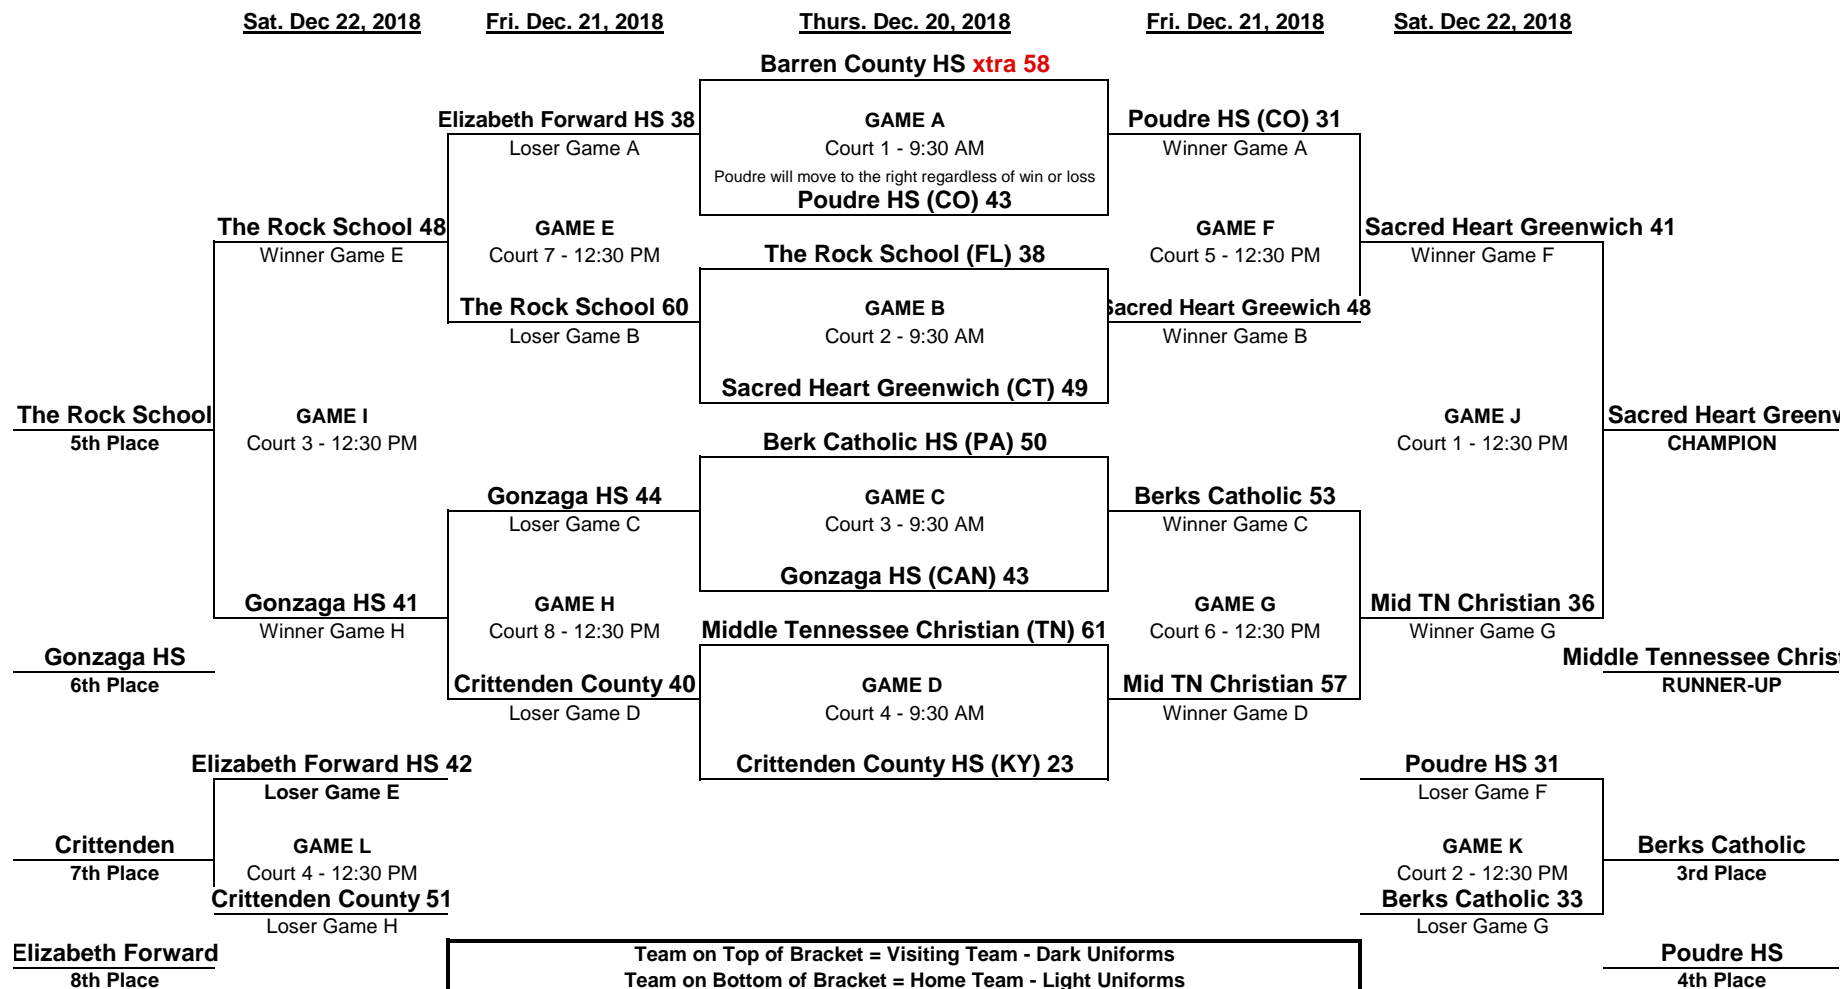 Sat. Dec 22, 2018 Fri. Dec. 21, 2018 Thurs. Dec. 20, 2018 Fri. Dec. 21, 2018 Sat. Dec 22, 2018
Barren County HS xtra 58
Elizabeth Forward HS 38 GAME A Poudre HS (CO) 31
Loser Game A Court 1 - 9:30 AM Winner Game A
Poudre will move to the right regardless of win or loss
Poudre HS (CO) 43
The Rock School 48 GAME E GAME F Sacred Heart Greenwich 41
Winner Game E Court 7 - 12:30 PM The Rock School (FL) 38 Court 5 - 12:30 PM Winner Game F
The Rock School 60 GAME B Sacred Heart Greewich 48
Loser Game B Court 2 - 9:30 AM Winner Game B
Sacred Heart Greenwich (CT) 49
The Rock School GAME I GAME J Sacred Heart Greenw
5th Place Court 3 - 12:30 PM Berk Catholic HS (PA) 50 Court 1 - 12:30 PM CHAMPION
Gonzaga HS 44 GAME C Berks Catholic 53
Loser Game C Court 3 - 9:30 AM Winner Game C
Gonzaga HS (CAN) 43
Gonzaga HS 41 GAME H GAME G Mid TN Christian 36
Winner Game H Court 8 - 12:30 PM Middle Tennessee Christian (TN) 61 Court 6 - 12:30 PM Winner Game G
Gonzaga HS Middle Tennessee Christ
6th Place Crittenden County 40 GAME D Mid TN Christian 57 RUNNER-UP
Loser Game D Court 4 - 9:30 AM Winner Game D
Elizabeth Forward HS 42 Crittenden County HS (KY) 23 Poudre HS 31
Loser Game E Loser Game F
Crittenden GAME L GAME K Berks Catholic
7th Place Court 4 - 12:30 PM Court 2 - 12:30 PM 3rd Place
Crittenden County 51 Berks Catholic 33
Loser Game H Loser Game G
Elizabeth Forward Team on Top of Bracket = Visiting Team - Dark Uniforms Poudre HS
8th Place Team on Bottom of Bracket = Home Team - Light Uniforms 4th Place